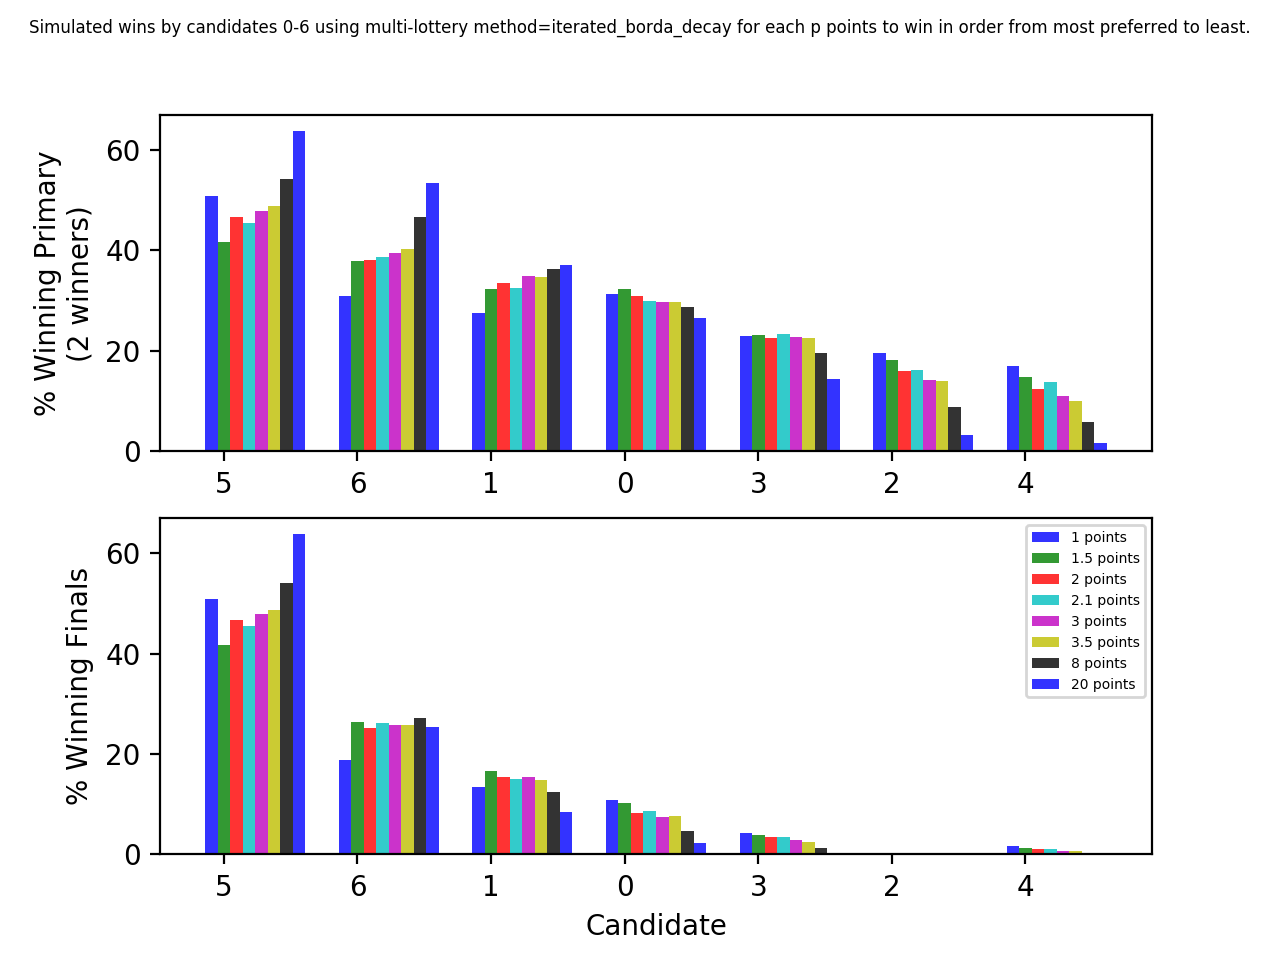 Simulated wins by candidates 0-6 using multi-lottery method=iterated_borda_decay for each p points to win in order from most preferred to least.
% Winning Primary
(2 winners)
60
40
20
0
5 6 1 0 3 2 4
% Winning Finals
60
40
20
0
1 points
1.5 points
2 points
2.1 points
3 points
3.5 points
8 points
20 points
5 6 1 0 3 2 4
Candidate